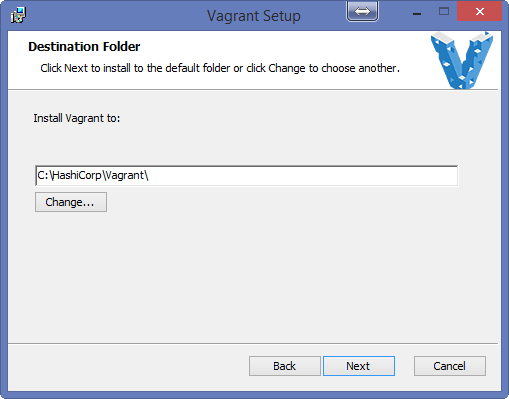 Vagrant Setup
Destination Folder
Click Next to install to the default folder or click Change to choose another.
Install Vagrant to:
C:\HashiCorp\Vagrant\
Change...
Back
Next
Cancel